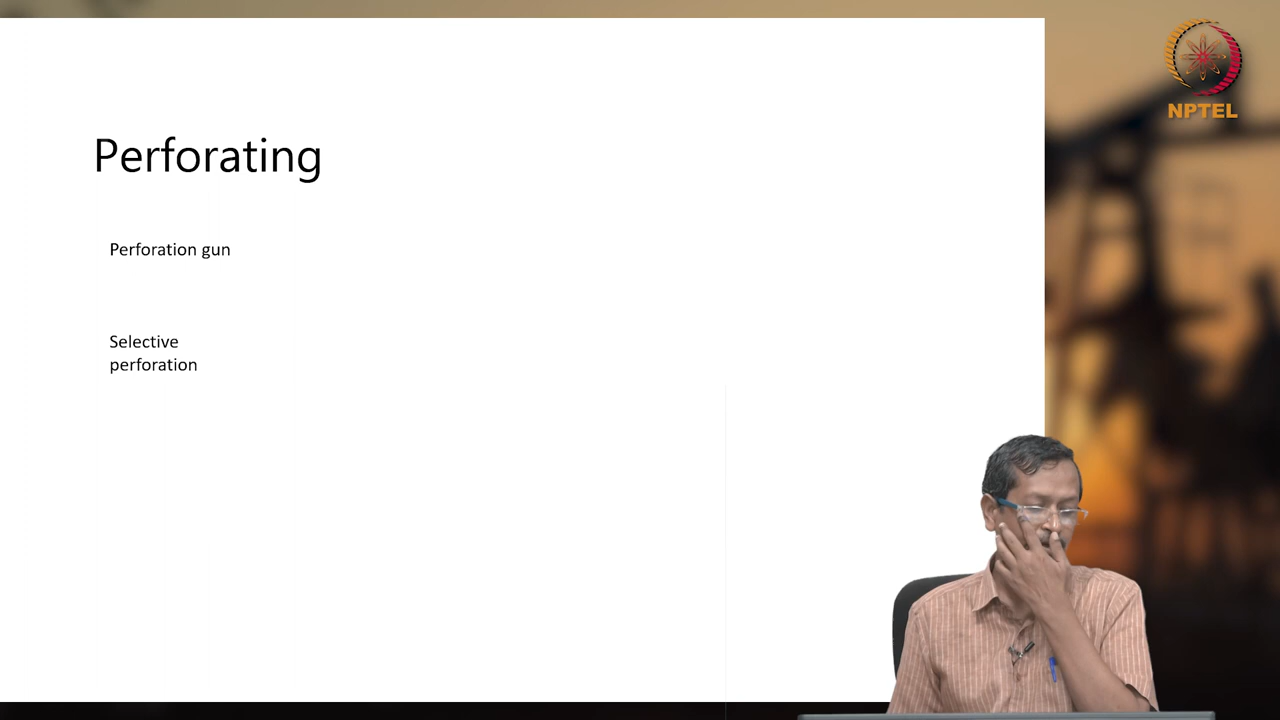 NPTEL
Perforating
Perforation gun
Selective
perforation